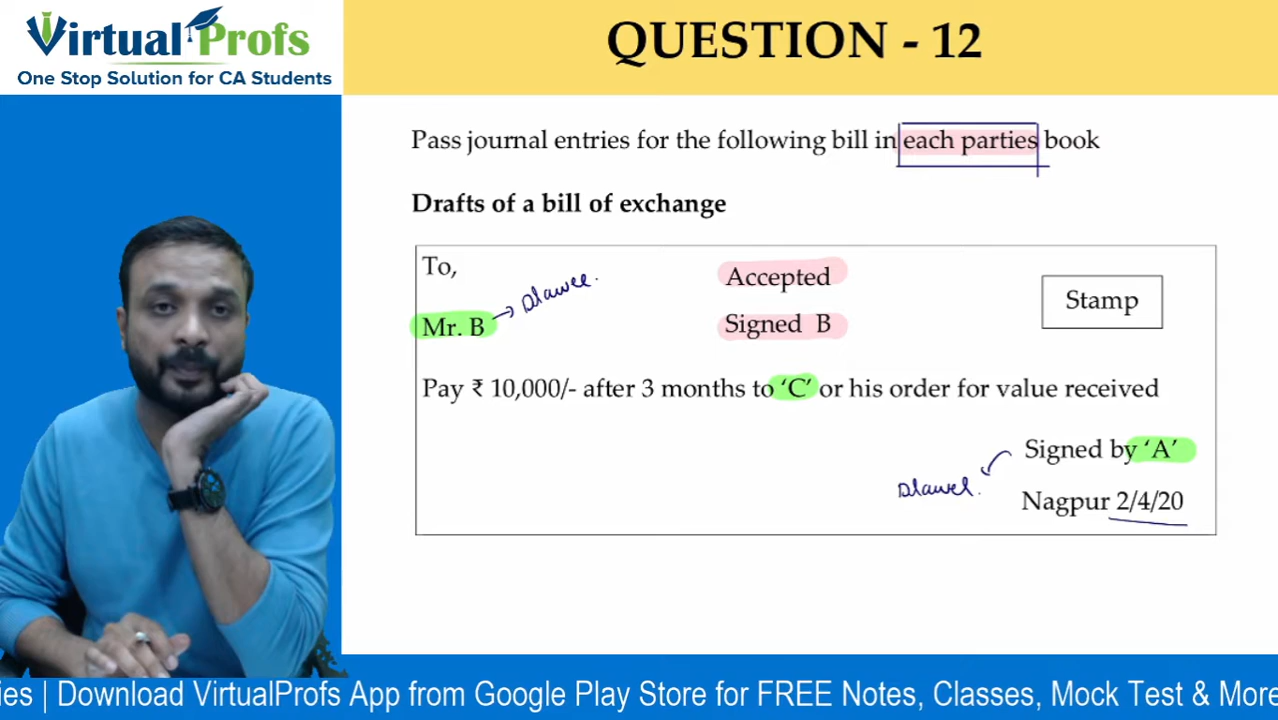 Virtual Profs
One Stop Solution for CA Students
QUESTION - 12
Pass journal entries for the following bill in each parties book
Drafts of a bill of exchange
To,
Accepted
Stamp
Mr. B → Drawee.
Signed B
Pay ₹ 10,000/- after 3 months to 'C' or his order for value received
Signed by 'A'
Drawer.
Nagpur 2/4/20
ies | Download VirtualProfs App from Google Play Store for FREE Notes, Classes, Mock Test & More